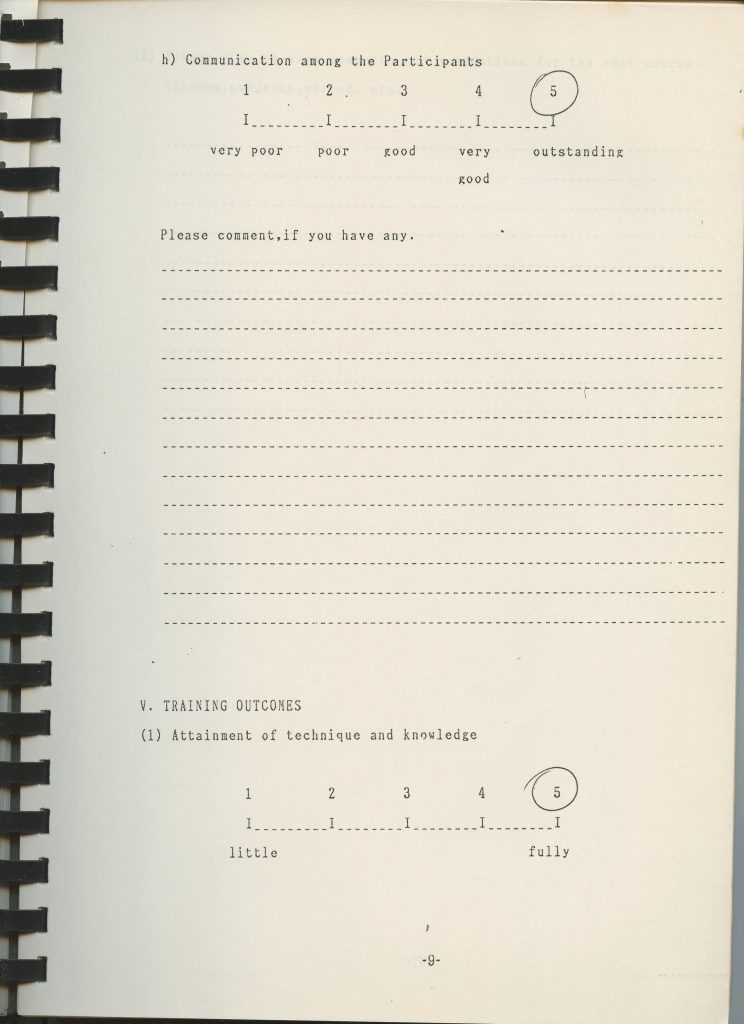 h) Communication among the Participants
1 2 3 4 5
I_________I________I________I________I
very poor poor good very outstanding
good
Please comment,if you have any.
V. TRAINING OUTCOMES
(1) Attainment of technique and knowledge
1 2 3 4 5
I_________I________I________I________I
little fully
-9-